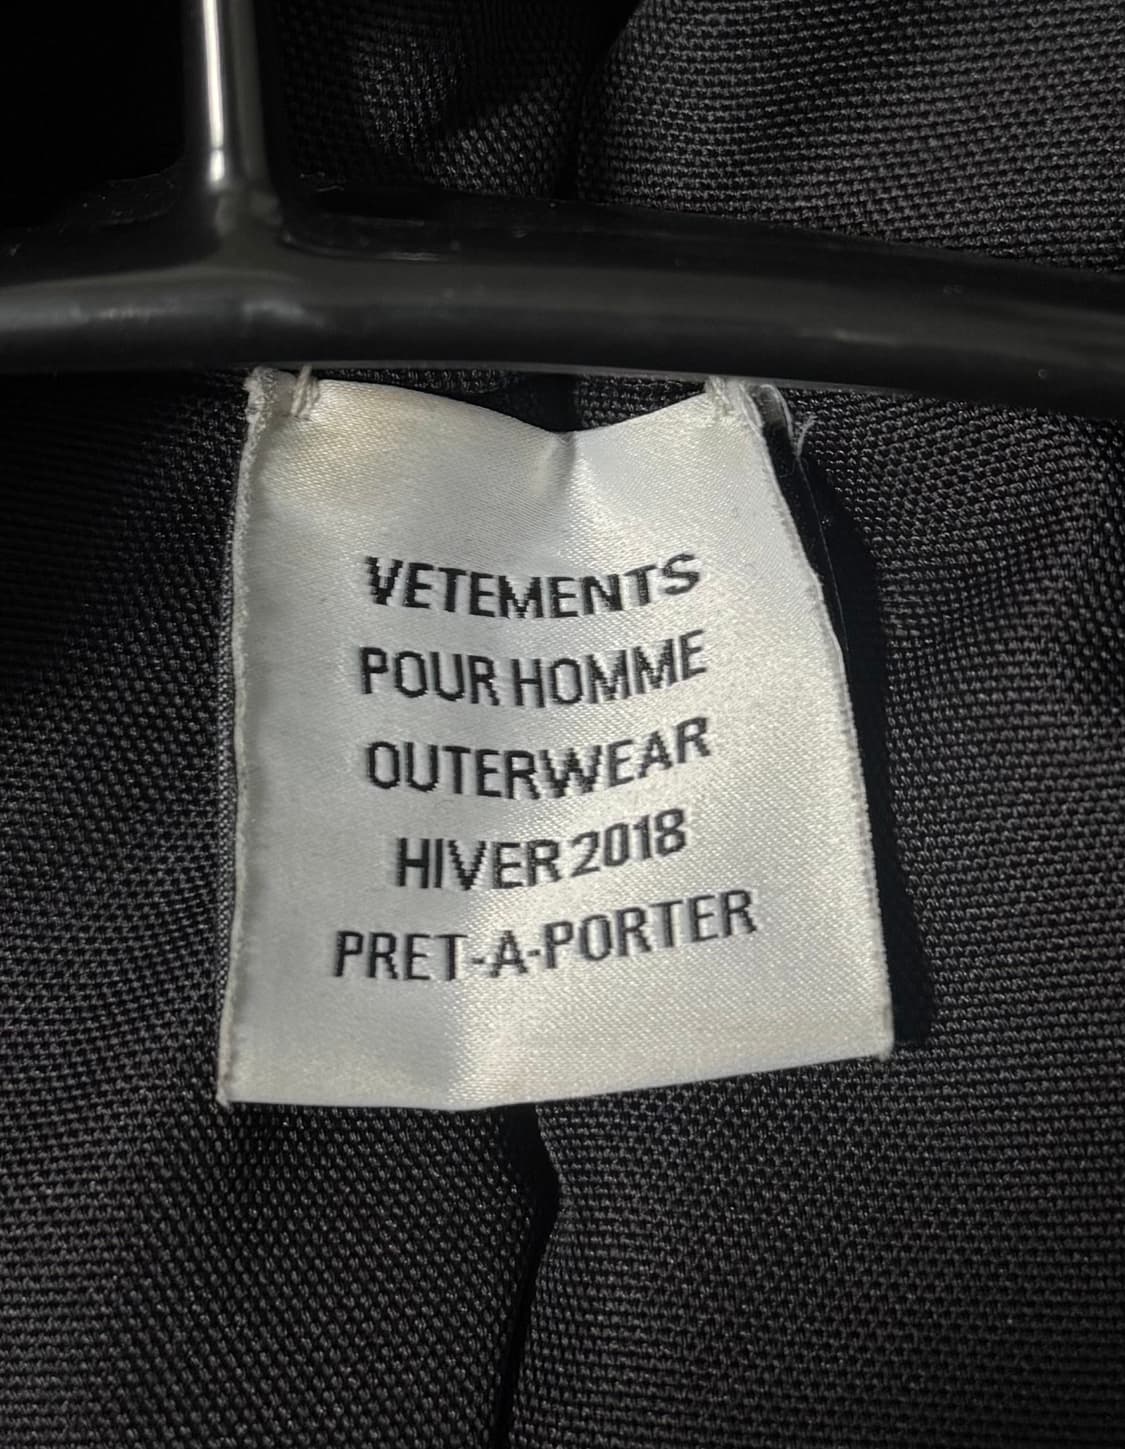 VETEMENTS
POUR HOMME
OUTERWEAR
HIVER 2018
PRET-A-PORTER